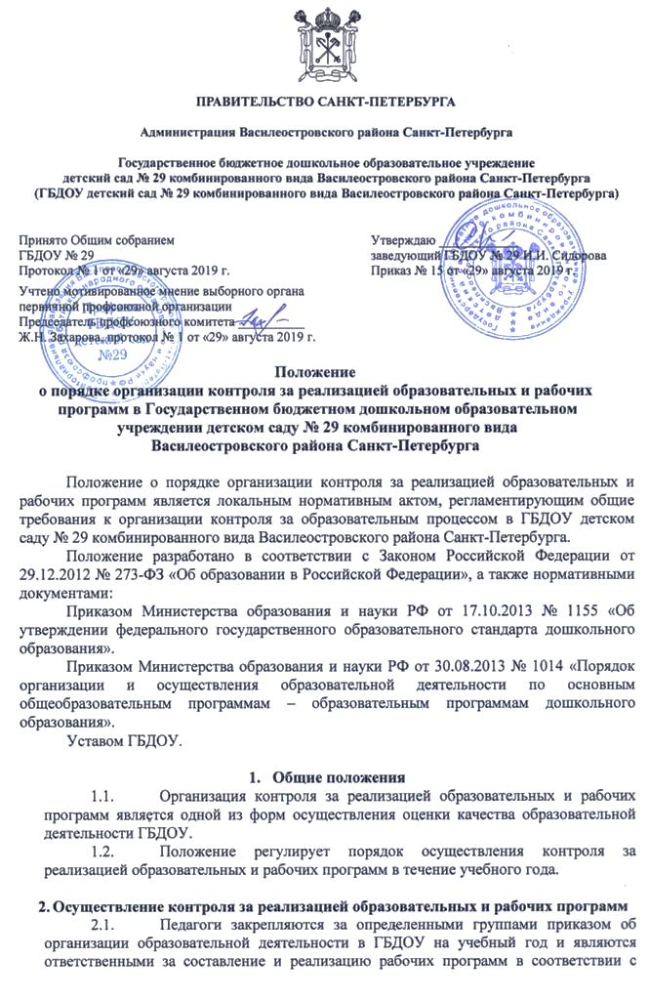 ПРАВИТЕЛЬСТВО САНКТ-ПЕТЕРБУРГА
Администрация Василеостровского района Санкт-Петербурга
Государственное бюджетное дошкольное образовательное учреждение
детский сад № 29 комбинированного вида Василеостровского района Санкт-Петербурга
(ГБДОУ детский сад № 29 комбинированного вида Василеостровского района Санкт-Петербурга)
Принято Общим собранием
ГБДОУ № 29
Протокол № 1 от «29» августа 2019 г.
Утверждаю
заведующий ГБДОУ № 29 И.И. Сидорова
Приказ № 15 от «29» августа 2019 г.
Учтено мотивированное мнение выборного органа
первичной профсоюзной организации
Председатель профсоюзного комитета
Ж.Н. Захарова, протокол № 1 от «29» августа 2019 г.
№29
Положение
о порядке организации контроля за реализацией образовательных и рабочих
программ в Государственном бюджетном дошкольном образовательном
учреждении детском саду № 29 комбинированного вида
Василеостровского района Санкт-Петербурга
Положение о порядке организации контроля за реализацией образовательных и
рабочих программ является локальным нормативным актом, регламентирующим общие
требования к организации контроля за образовательным процессом в ГБДОУ детском
саду № 29 комбинированного вида Василеостровского района Санкт-Петербурга.
Положение разработано в соответствии с Законом Российской Федерации от
29.12.2012 № 273-ФЗ «Об образовании в Российской Федерации», а также нормативными
документами:
Приказом Министерства образования и науки РФ от 17.10.2013 № 1155 «Об
утверждении федерального государственного образовательного стандарта дошкольного
образования».
Приказом Министерства образования и науки РФ от 30.08.2013 № 1014 «Порядок
организации и осуществления образовательной деятельности по основным
общеобразовательным программам – образовательным программам дошкольного
образования».
Уставом ГБДОУ.
1. Общие положения
1.1. Организация контроля за реализацией образовательных и рабочих
программ является одной из форм осуществления оценки качества образовательной
деятельности ГБДОУ.
1.2. Положение регулирует порядок осуществления контроля за
реализацией образовательных и рабочих программ в течение учебного года.
2. Осуществление контроля за реализацией образовательных и рабочих программ
2.1. Педагоги закрепляются за определенными группами приказом об
организации образовательной деятельности в ГБДОУ на учебный год и являются
ответственными за составление и реализацию рабочих программ в соответствии с